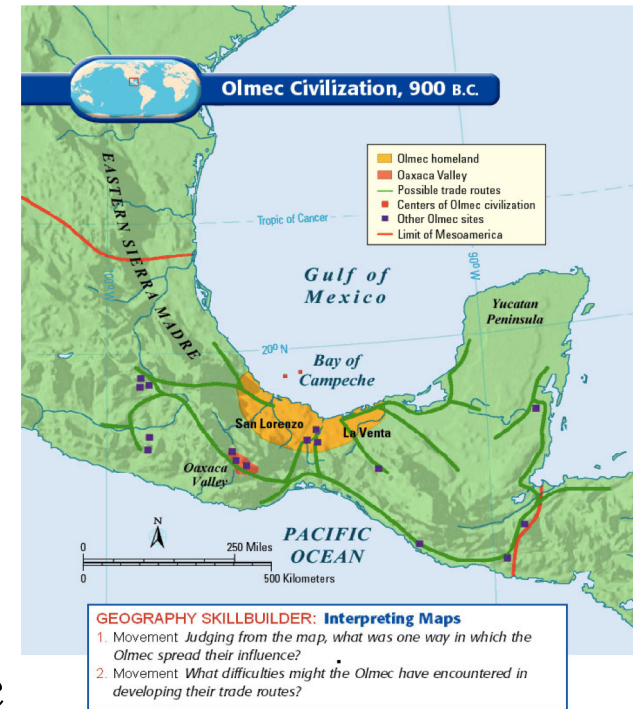 Olmec Civilization, 900 B.C.
EASTERN SIERRA MADRE
Olmec homeland
Oaxaca Valley
Possible trade routes
Centers of Olmec civilization
Other Olmec sites
Limit of Mesoamerica
Tropic of Cancer
100°W
90°W
Gulf of
Mexico
Yucatan
Peninsula
20° N
Bay of
Campeche
San Lorenzo
La Venta
Oaxaca
Valley
N
PACIFIC
OCEAN
0
250 Miles
0
500 Kilometers
GEOGRAPHY SKILLBUILDER: Interpreting Maps
1. Movement Judging from the map, what was one way in which the
Olmec spread their influence?
2. Movement What difficulties might the Olmec have encountered in
developing their trade routes?